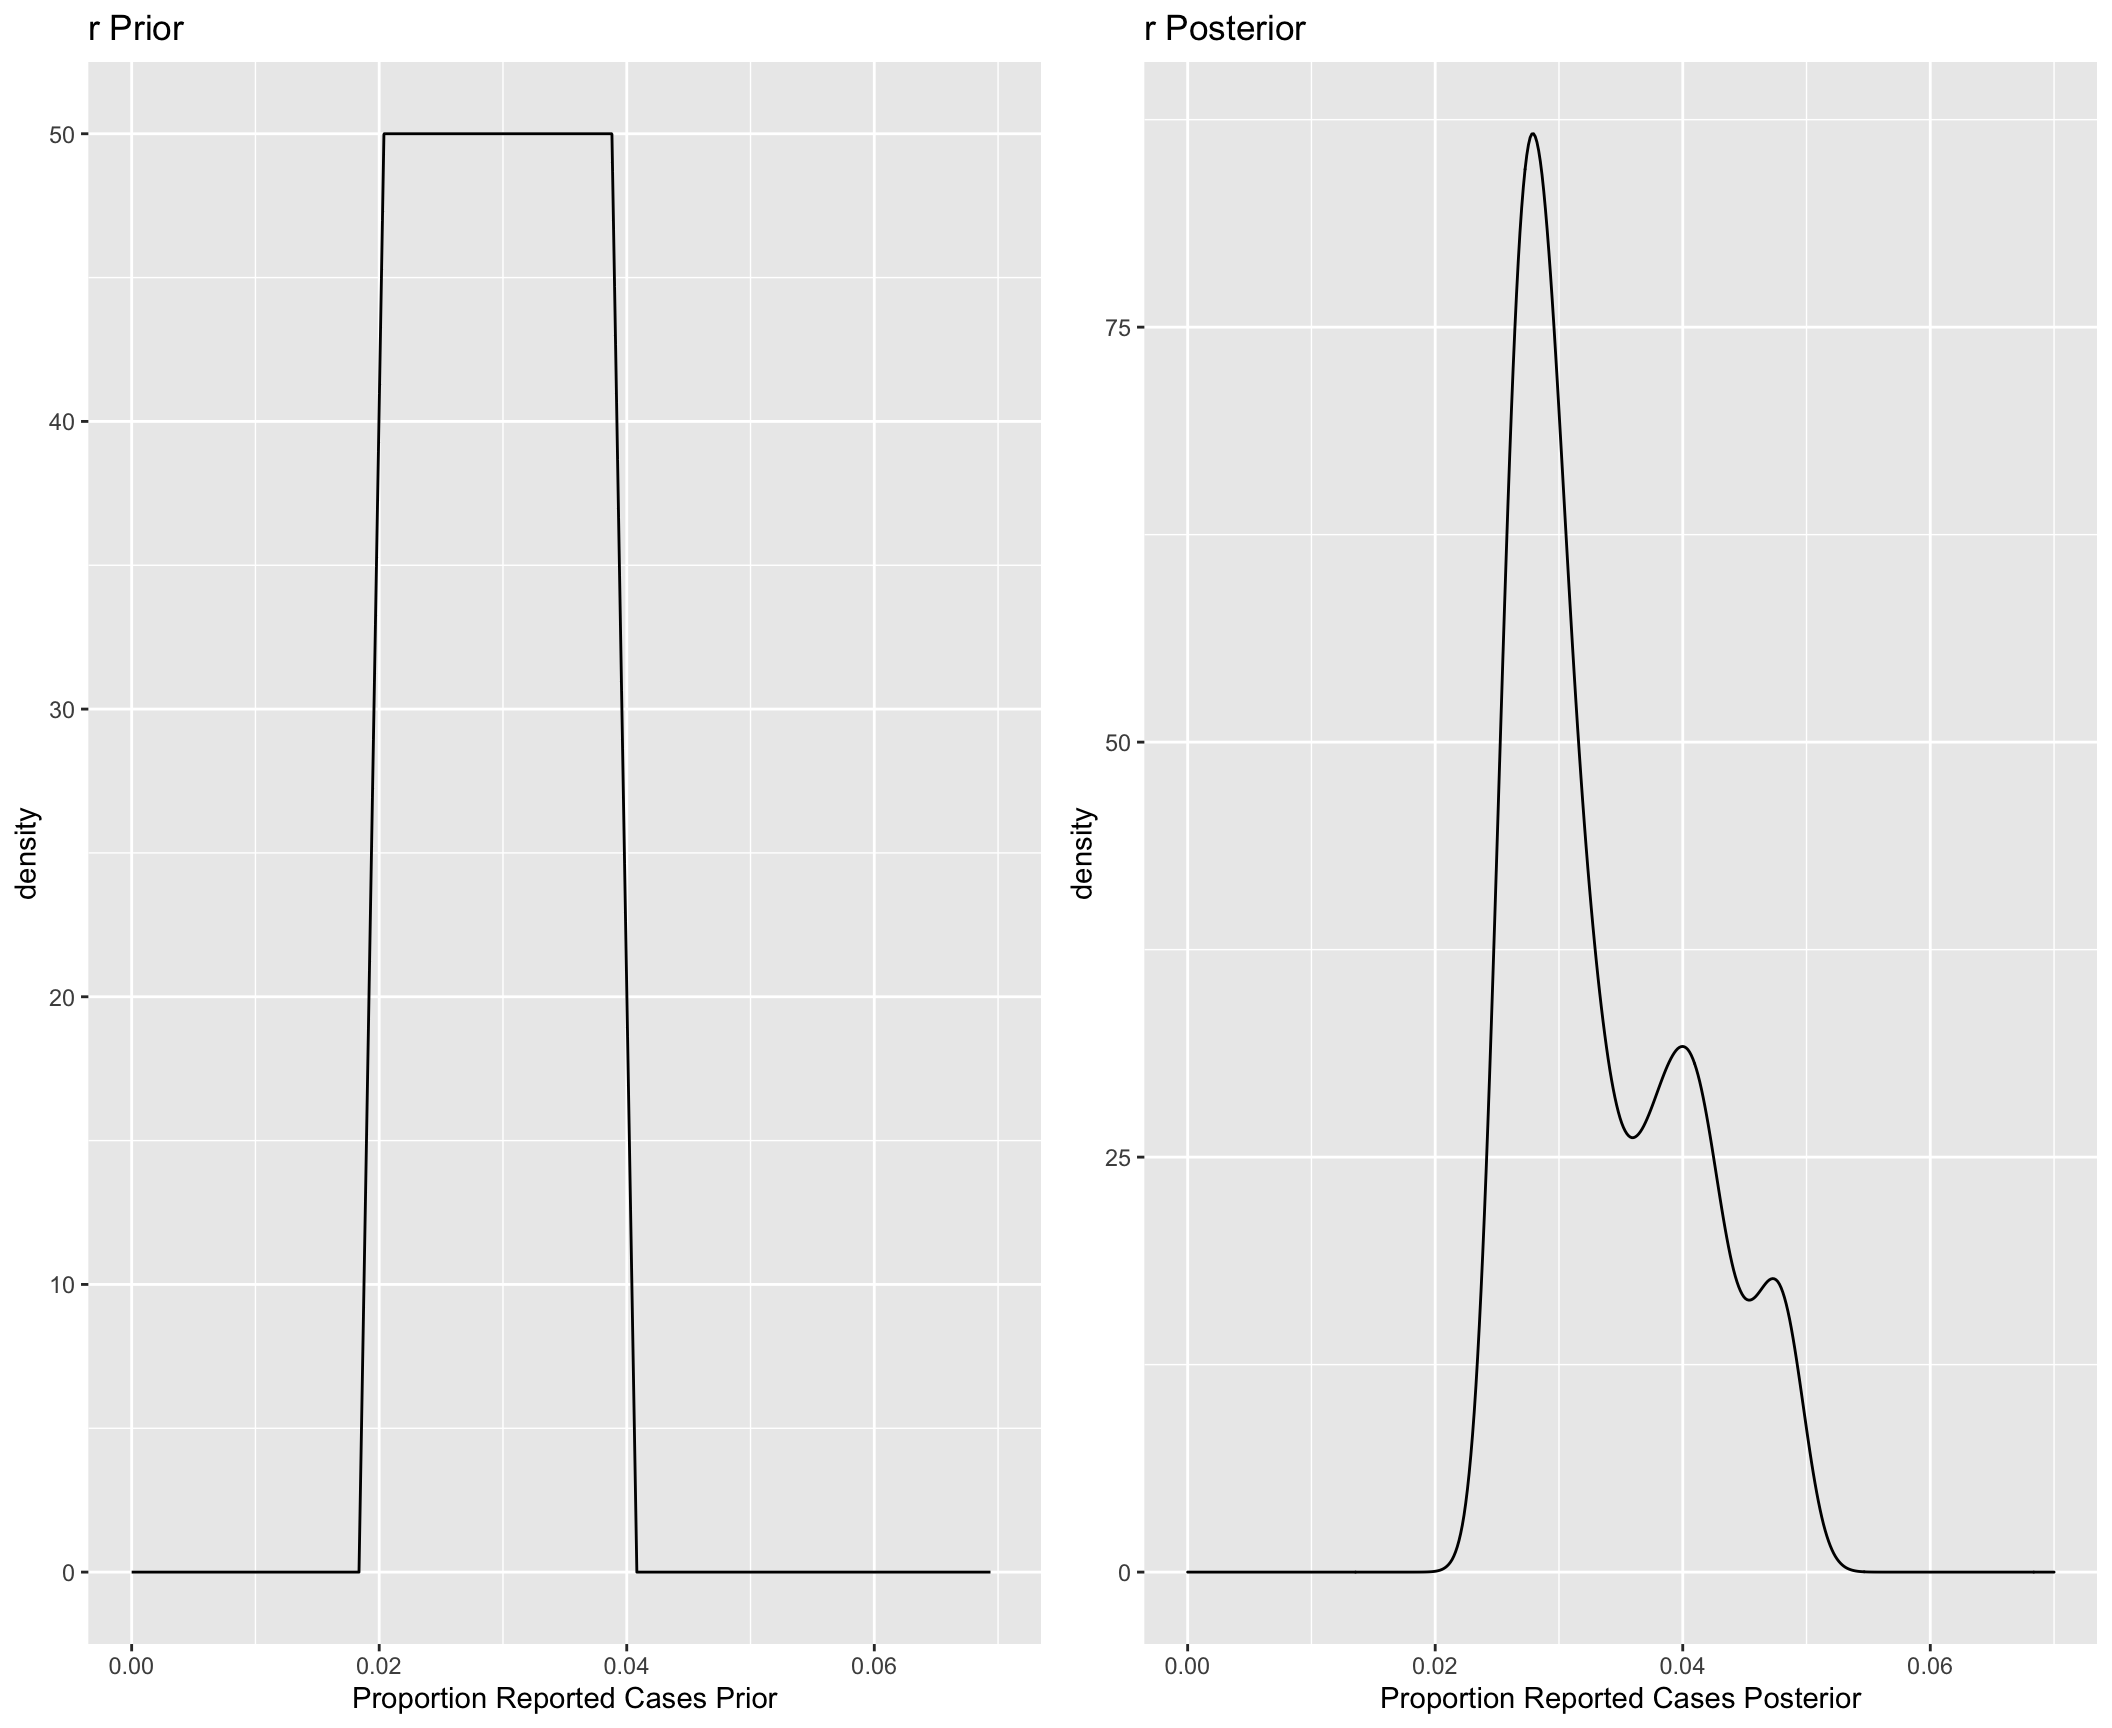 r Prior
density
50
40
30
20
10
0
0.00 0.02 0.04 0.06
Proportion Reported Cases Prior
r Posterior
density
75
50
25
0
0.00 0.02 0.04 0.06
Proportion Reported Cases Posterior